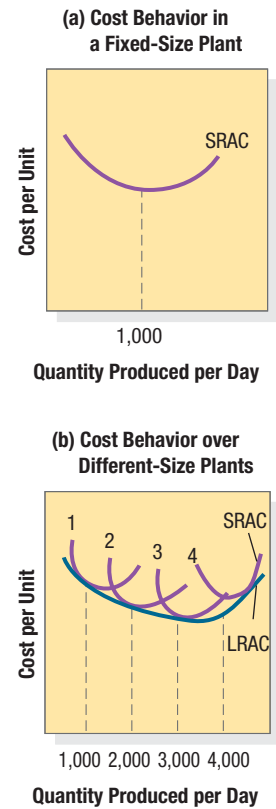 (a) Cost Behavior in
a Fixed-Size Plant
SRAC
Cost per Unit
1,000
Quantity Produced per Day
(b) Cost Behavior over
Different-Size Plants
SRAC
1 2 3 4
LRAC
Cost per Unit
1,000 2,000 3,000 4,000
Quantity Produced per Day